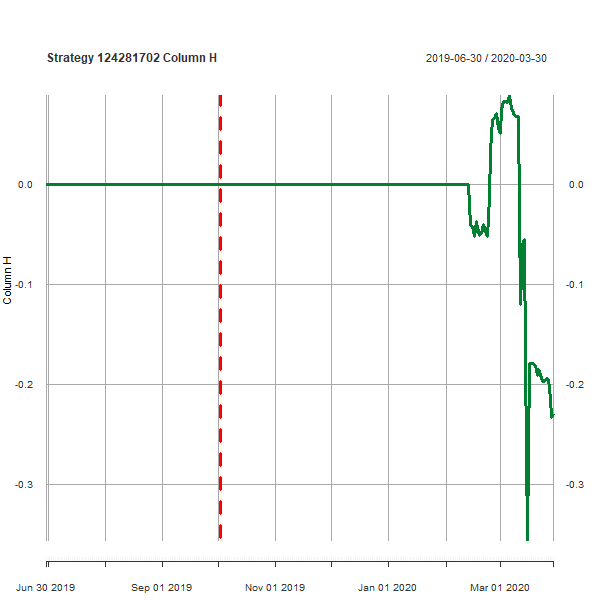 Strategy 124281702 Column H
2019-06-30 / 2020-03-30
0.0
0.0
-0.1
-0.1
Column H
-0.2
-0.2
-0.3
-0.3
Jun 30 2019
Sep 01 2019
Nov 01 2019
Jan 01 2020
Mar 01 2020